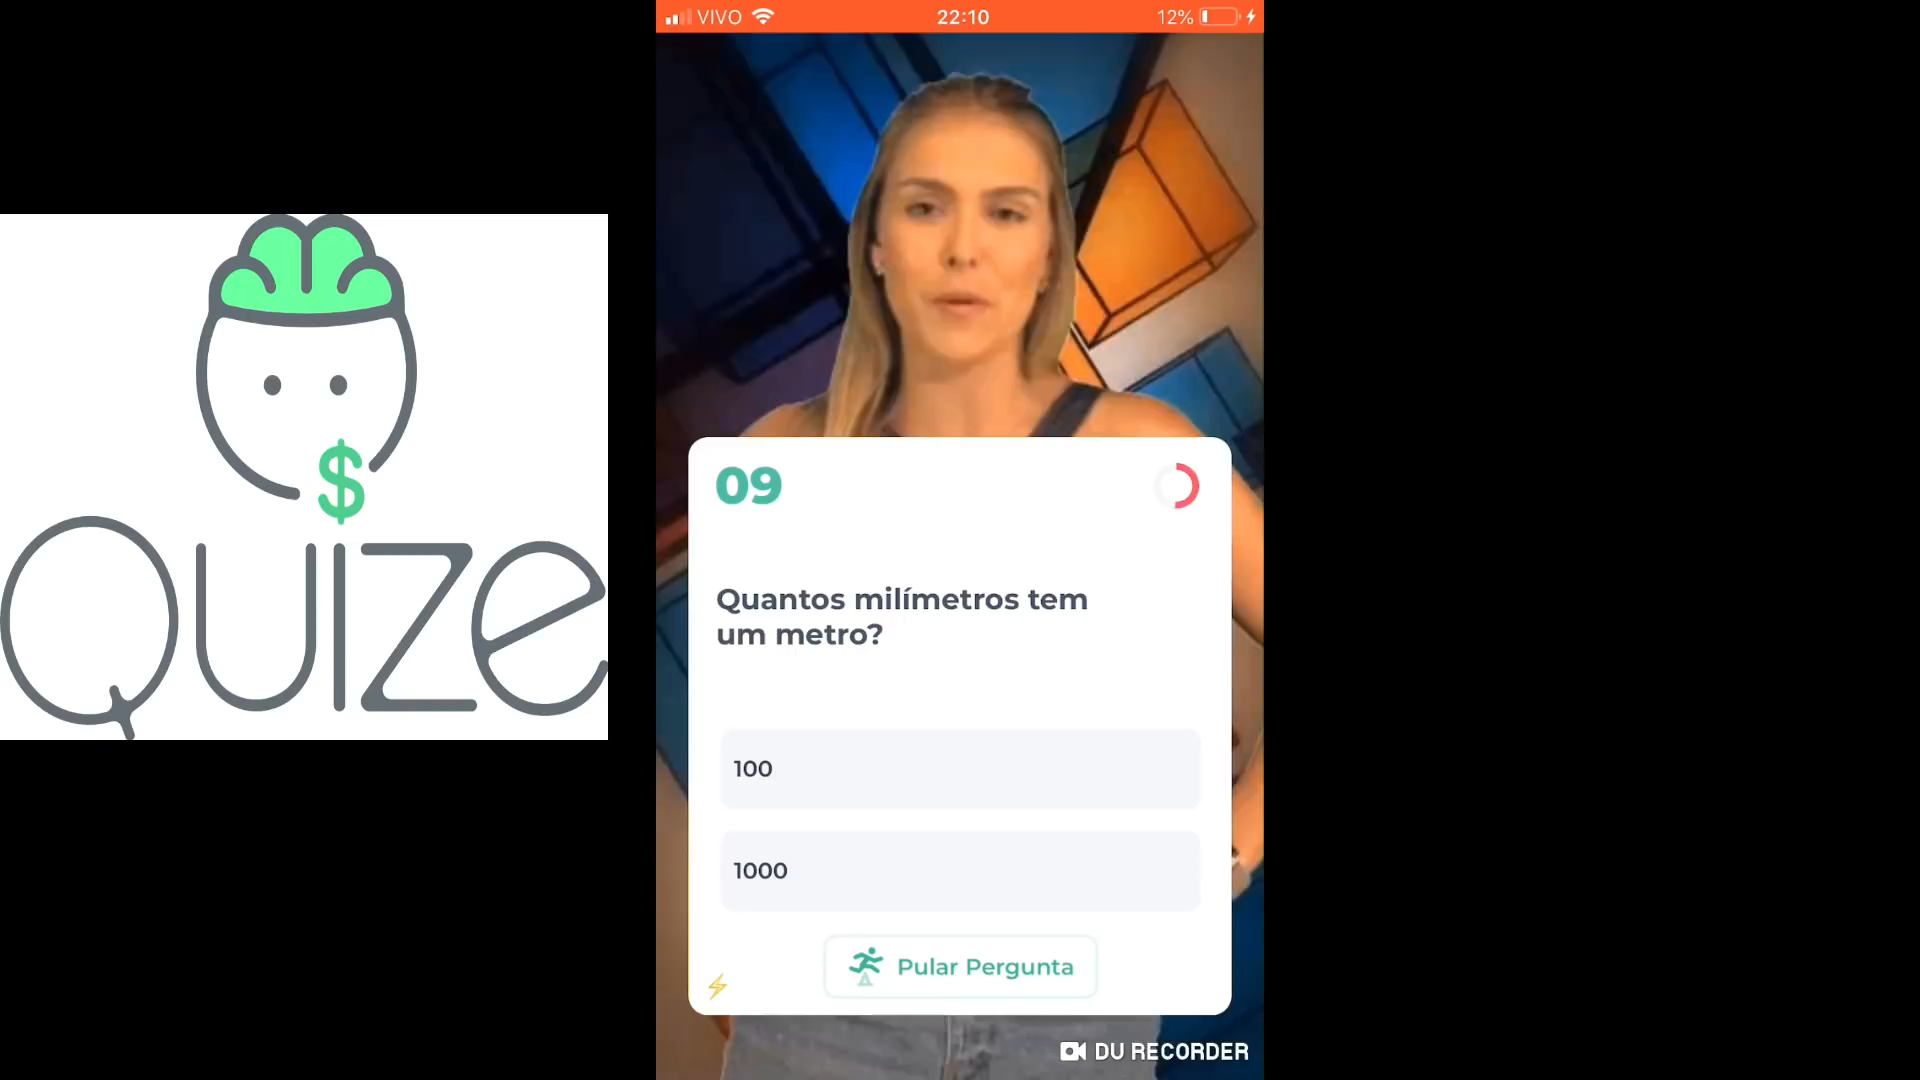 VIVO
22:10
12%
$
Quize
09
Quantos milímetros tem
um metro?
100
1000
Pular Pergunta
DU RECORDER